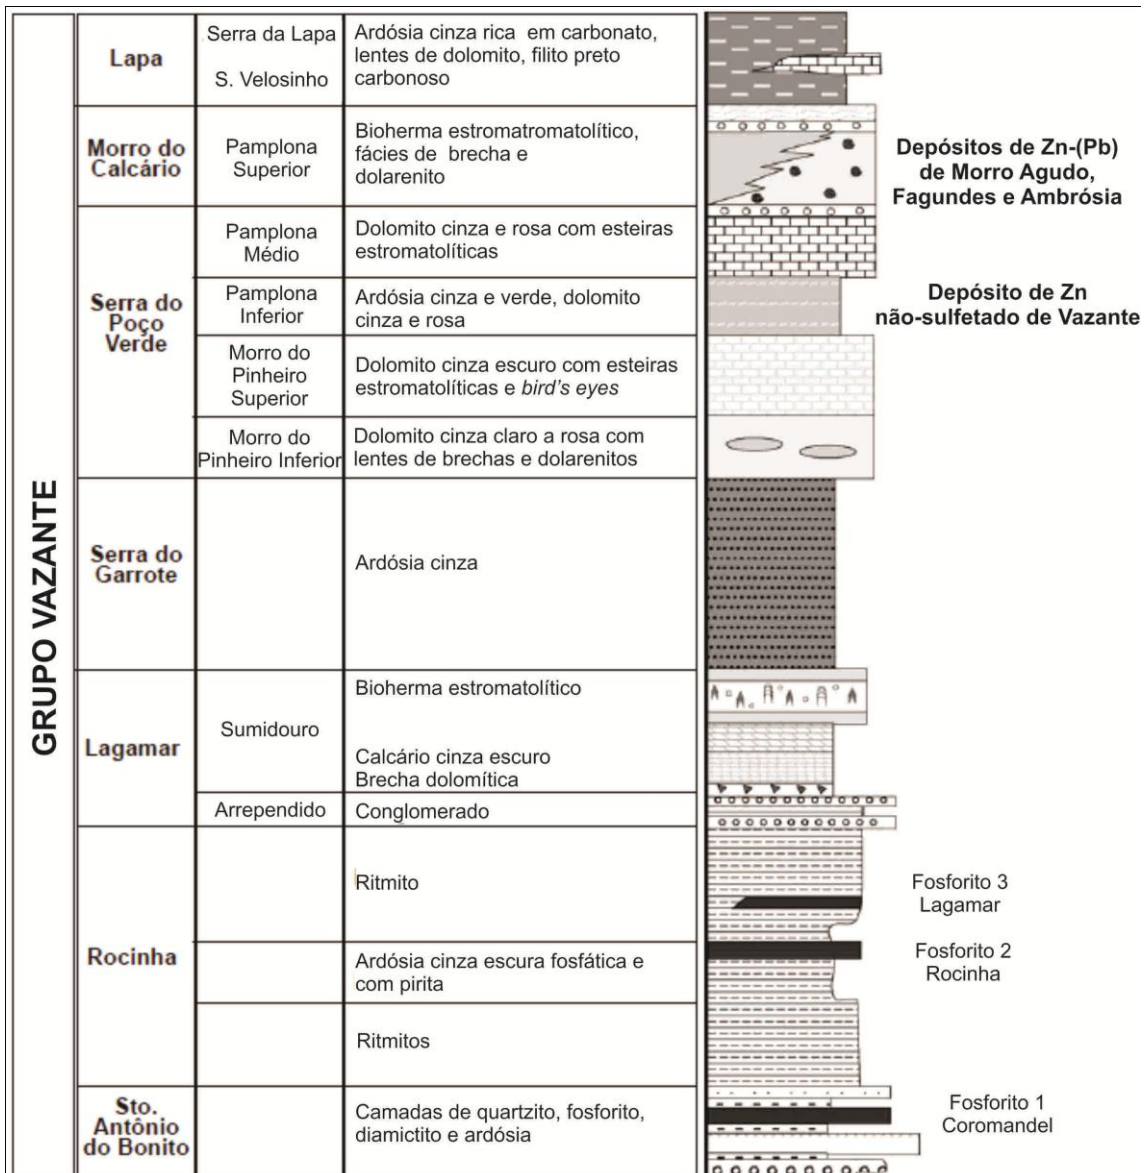 GRUPO VAZANTE
Lapa
Serra da Lapa
S. Velosinho
Ardósia cinza rica em carbonato,
lentes de dolomito, filito preto
carbonoso
Morro do
Calcário
Pamplona
Superior
Bioherma estromatromatolítico,
fácies de brecha e
dolarenito
Depósitos de Zn-(Pb)
de Morro Agudo,
Fagundes e Ambrósia
Serra do
Poço
Verde
Pamplona
Médio
Dolomito cinza e rosa com esteiras
estromatolíticas
Pamplona
Inferior
Ardósia cinza e verde, dolomito
cinza e rosa
Depósito de Zn
não-sulfetado de Vazante
Morro do
Pinheiro
Superior
Dolomito cinza escuro com esteiras
estromatolíticas e bird's eyes
Morro do
Pinheiro Inferior
Dolomito cinza claro a rosa com
lentes de brechas e dolarenitos
Serra do
Garrote
Ardósia cinza
Lagamar
Sumidouro
Bioherma estromatolítico
Calcário cinza escuro
Brecha dolomítica
Arrependido
Conglomerado
Rocinha
Ritmito
Fosforito 3
Lagamar
Ardósia cinza escura fosfática e
com pirita
Fosforito 2
Rocinha
Ritmitos
Sto.
Antônio
do Bonito
Camadas de quartzito, fosforito,
diamictito e ardósia
Fosforito 1
Coromandel